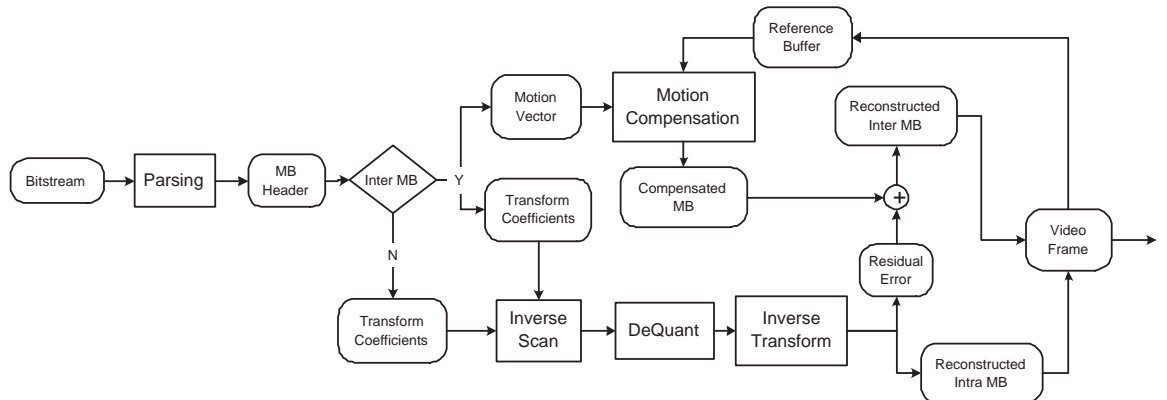 Reference
Buffer
Motion
Vector
Motion
Compensation
Reconstructed
Inter MB
Bitstream
Parsing
MB
Header
Inter MB
Y
Transform
Coefficients
Compensated
MB
+
Video
Frame
N
Residual
Error
Transform
Coefficients
Inverse
Scan
DeQuant
Inverse
Transform
Reconstructed
Intra MB